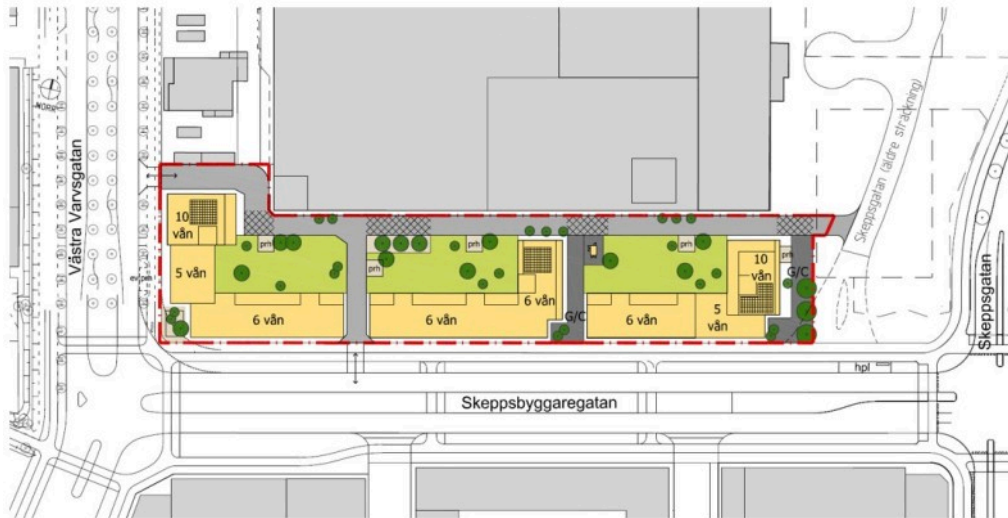 NORR
Västra Varvsgatan
10
vån
5 vån
6 vån
prh
prh
6 vån
6 vån
G/C
prh
6 vån
5
vån
10
vån
prh
G/C
Skeppsgatan (äldre sträckning)
Skeppsgatan
hpl
Skeppsbyggaregatan